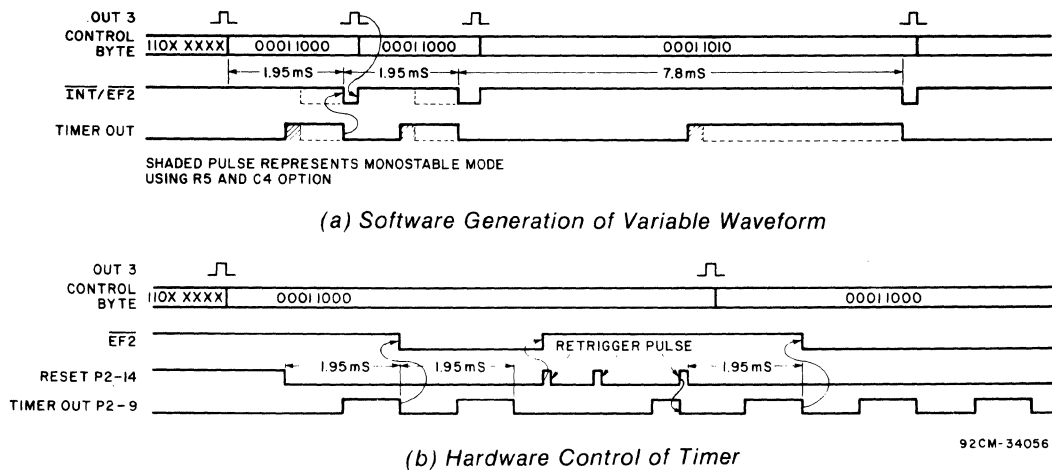 OUT 3
CONTROL BYTE
110X XXXX 00011000 00011000 00011010
1.95mS 1.95mS 7.8mS
INT/EF2
TIMER OUT
SHADED PULSE REPRESENTS MONOSTABLE MODE
USING R5 AND C4 OPTION
(a) Software Generation of Variable Waveform
OUT 3
CONTROL BYTE
110X XXXX 00011000 00011000
EF2
RETRIGGER PULSE
1.95mS 1.95mS 1.95mS
RESET P2-14
TIMER OUT P2-9
92CM-34056
(b) Hardware Control of Timer